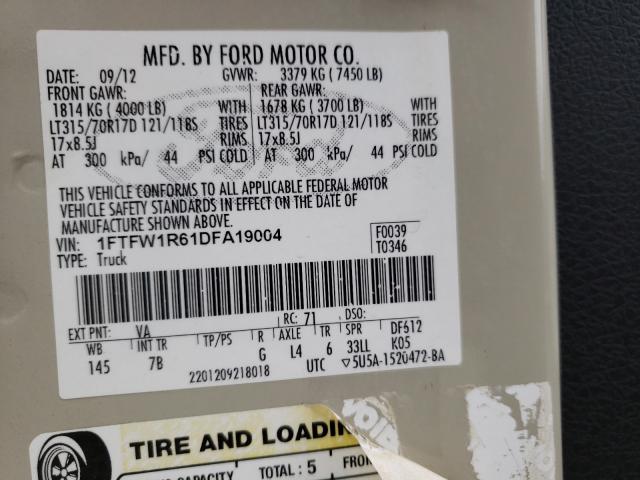 MFD. BY FORD MOTOR CO.
DATE: 09/12 GVWR: 3379 KG (7450 LB)
FRONT GAWR: REAR GAWR:
1814 KG (4000 LB) WITH 1678 KG (3700 LB) WITH
LT315/70R17D 121/118S TIRES LT315/70R17D 121/118S TIRES
17x8.5J RIMS 17x8.5J RIMS
AT 300 kPa/ 44 PSI COLD AT 300 kPa/ 44 PSI COLD
THIS VEHICLE CONFORMS TO ALL APPLICABLE FEDERAL MOTOR
VEHICLE SAFETY STANDARDS IN EFFECT ON THE DATE OF
MANUFACTURE SHOWN ABOVE.
VIN: 1FTFW1R61DFA19004 F0039
TYPE: Truck T0346
EXT PNT: VA RC: 71 DSO:
WB INT TR TP/PS R AXLE TR SPR DF612
145 7B G L4 6 33LL K05
2201209218018 UTC ▽5U5A-1520472-BA
TIRE AND LOADIN
CAPACITY TOTAL: 5 FRO